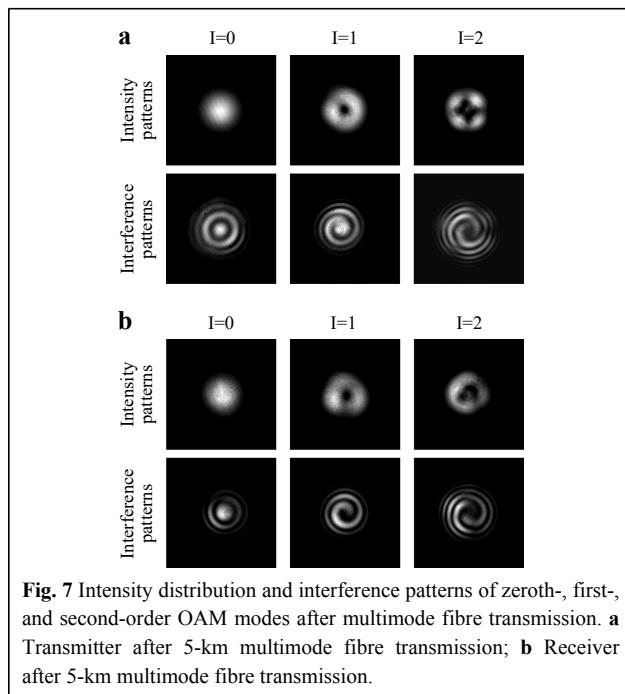 a I=0 I=1 I=2
Intensity
patterns
Interference
patterns
b I=0 I=1 I=2
Intensity
patterns
Interference
patterns
Fig. 7 Intensity distribution and interference patterns of zeroth-, first-,
and second-order OAM modes after multimode fibre transmission. a
Transmitter after 5-km multimode fibre transmission; b Receiver
after 5-km multimode fibre transmission.